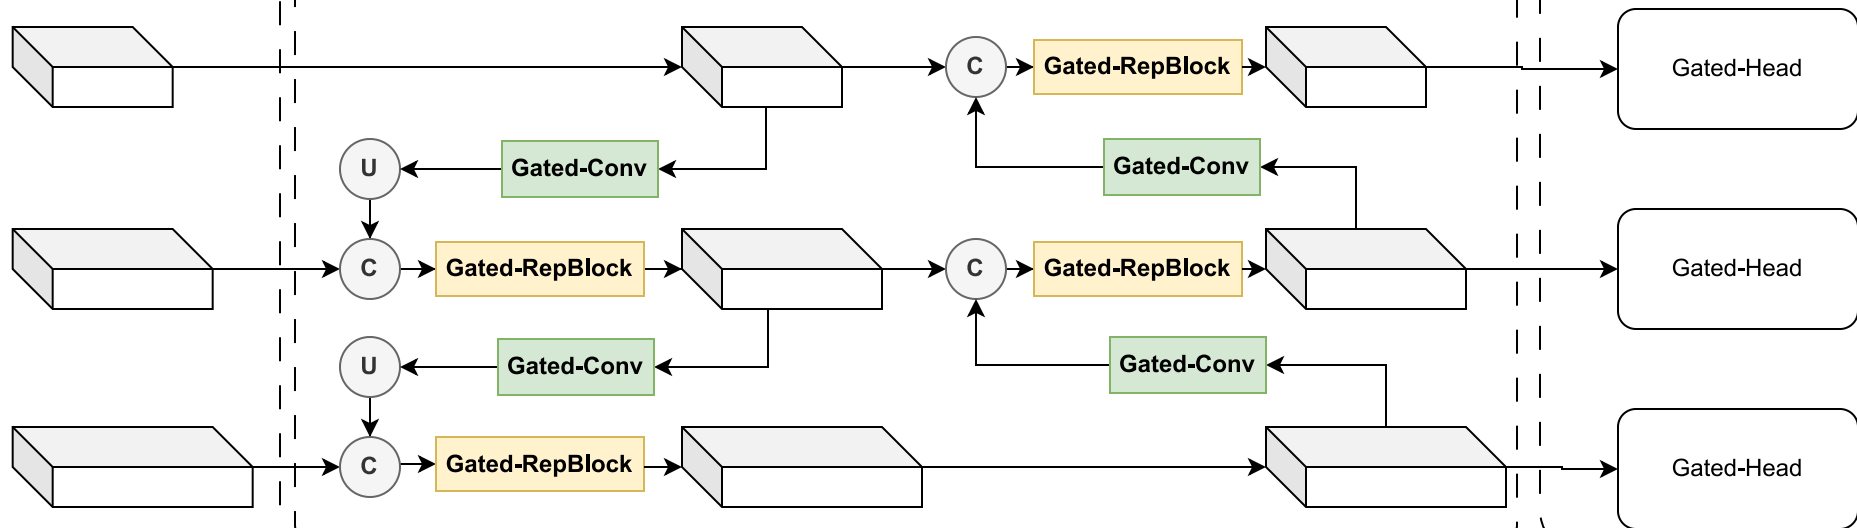 C
Gated-RepBlock
Gated-Head
U
Gated-Conv
Gated-Conv
C
Gated-RepBlock
C
Gated-RepBlock
Gated-Head
U
Gated-Conv
Gated-Conv
C
Gated-RepBlock
Gated-Head